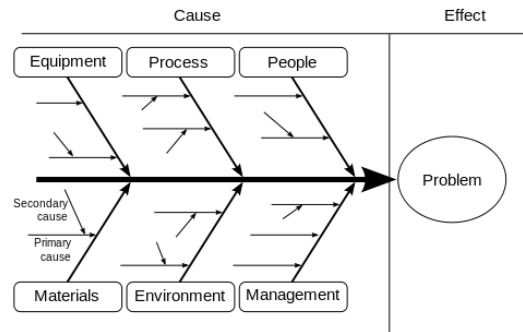 Cause
Effect
Equipment
Process
People
Problem
Secondary
cause
Primary
cause
Materials
Environment
Management